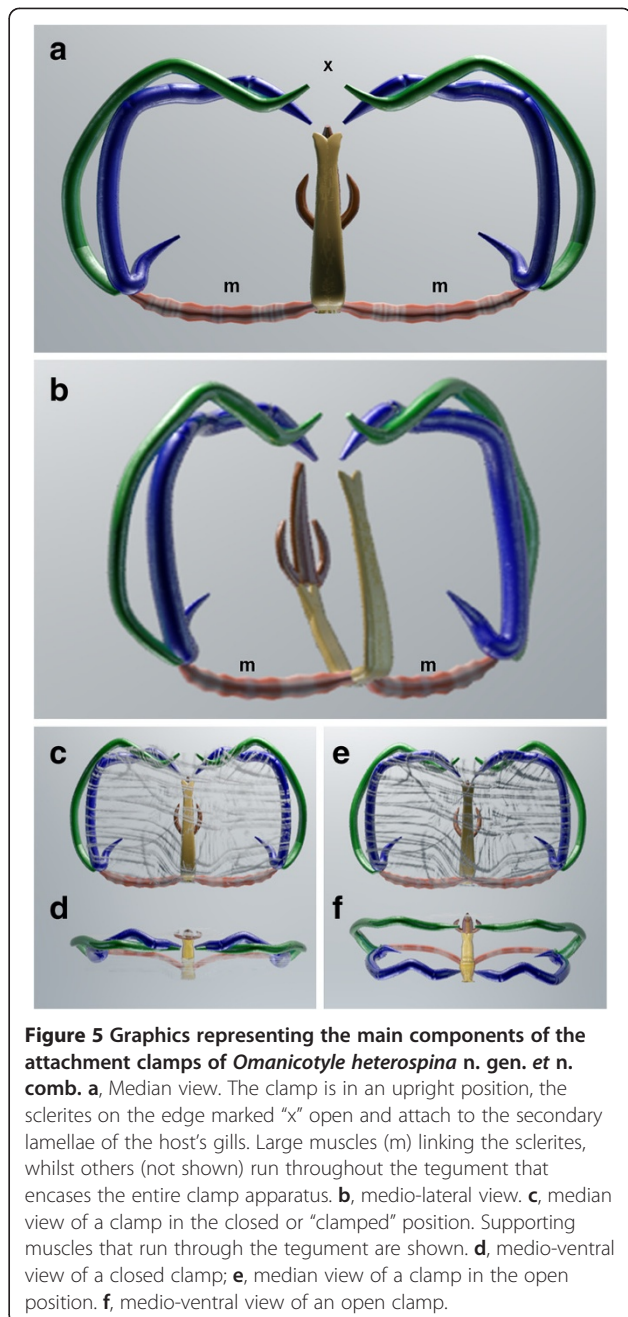 a
x
m
m
b
m
m
c
e
d
f
Figure 5 Graphics representing the main components of the
attachment clamps of Omanicotyle heterospina n. gen. et n.
comb. a, Median view. The clamp is in an upright position, the
sclerites on the edge marked “x” open and attach to the secondary
lamellae of the host’s gills. Large muscles (m) linking the sclerites,
whilst others (not shown) run throughout the tegument that
encases the entire clamp apparatus. b, medio-lateral view. c, median
view of a clamp in the closed or “clamped” position. Supporting
muscles that run through the tegument are shown. d, medio-ventral
view of a closed clamp; e, median view of a clamp in the open
position. f, medio-ventral view of an open clamp.